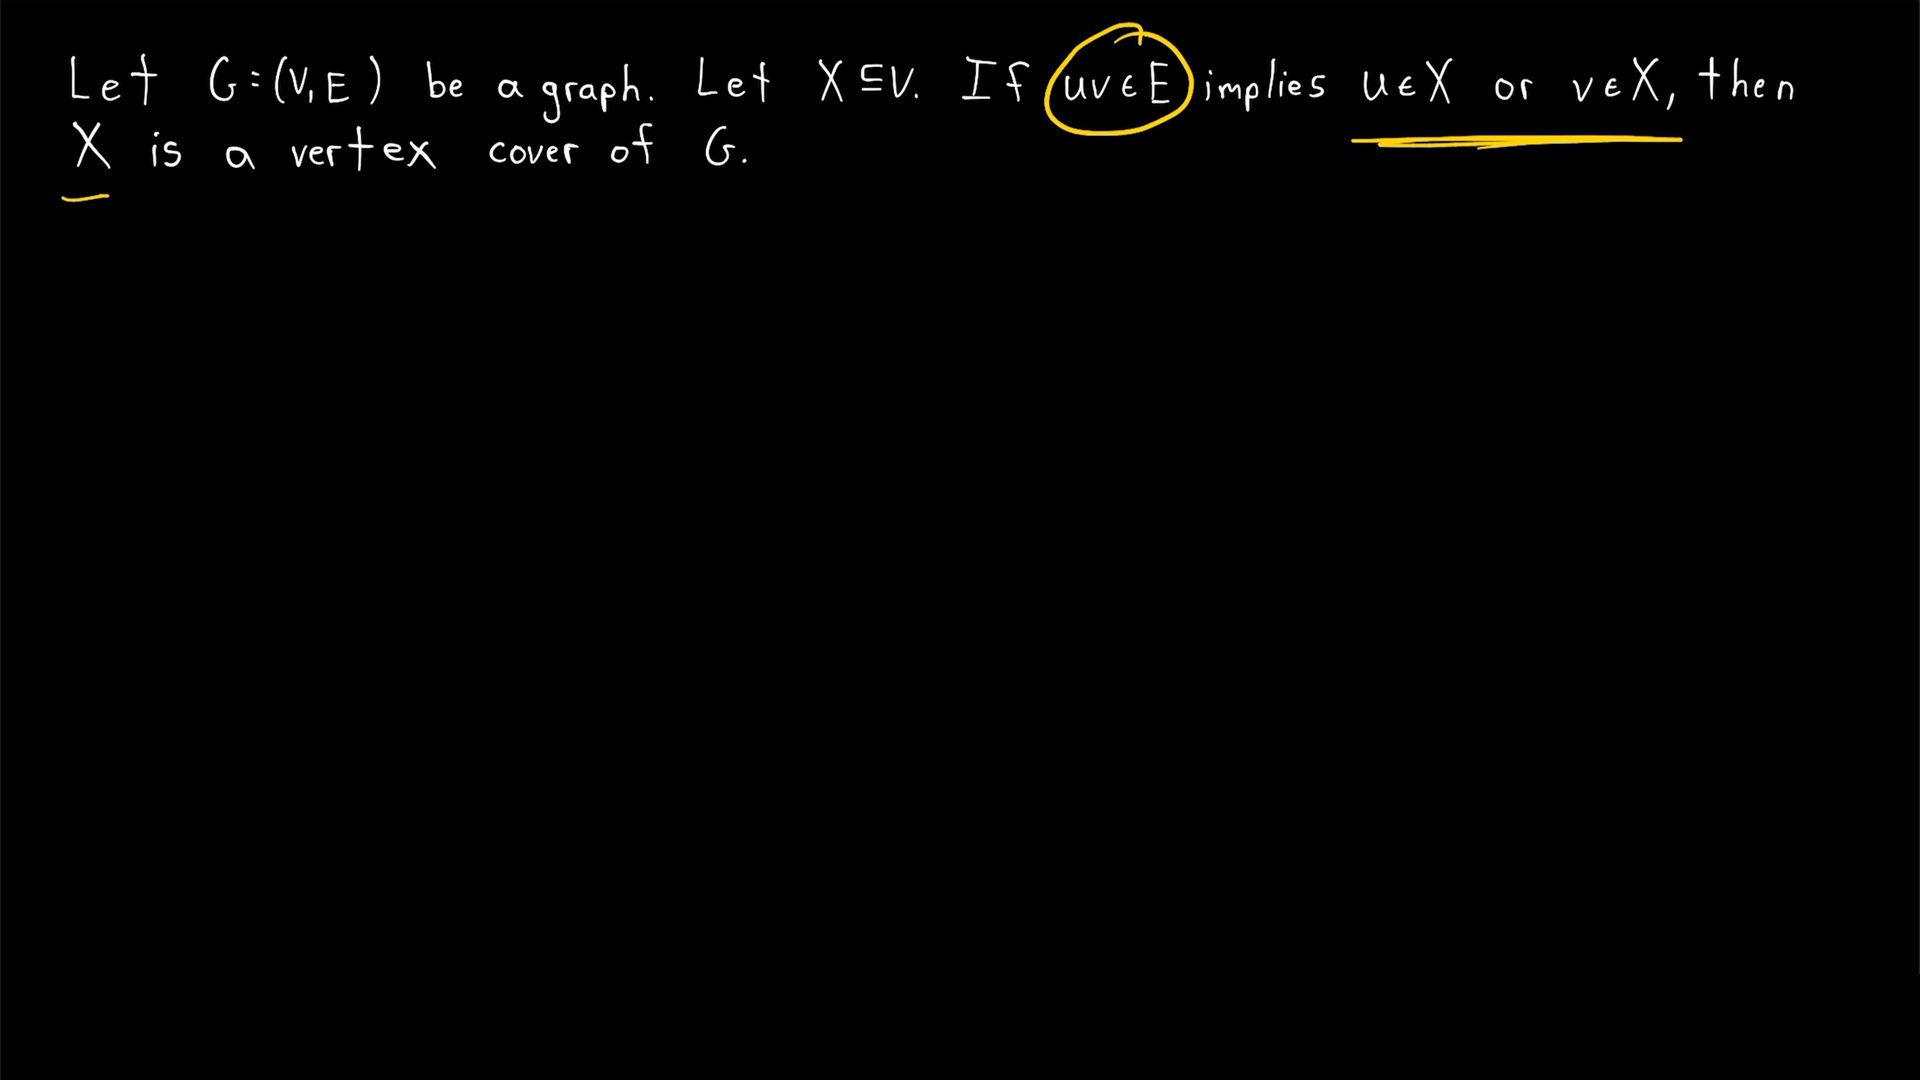 Let G=(V,E) be a graph. Let X⊆V. If uv∈E implies u∈X or v∈X, then
X is a vertex cover of G.